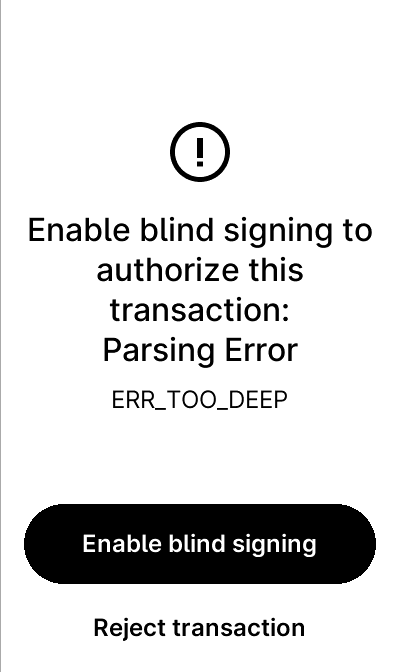 Enable blind signing to
authorize this
transaction:
Parsing Error
ERR_TOO_DEEP
Enable blind signing
Reject transaction